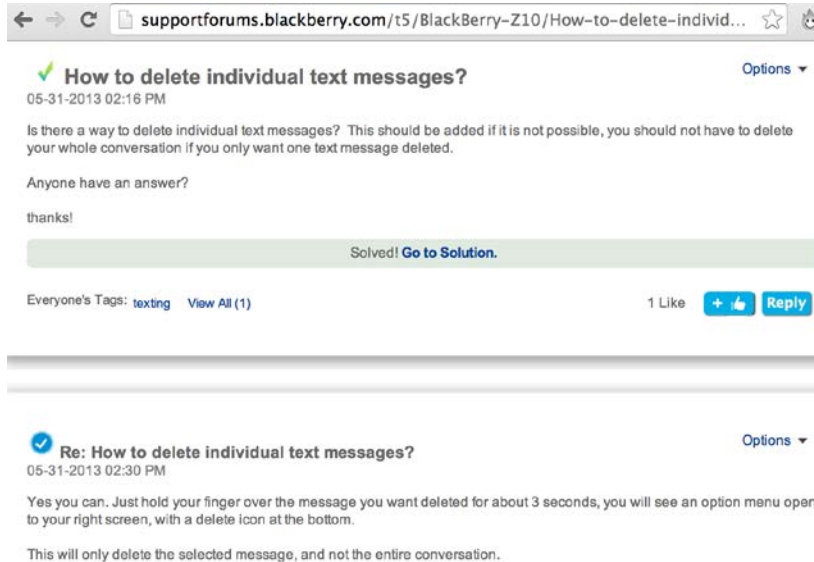 supportforums.blackberry.com/t5/BlackBerry-Z10/How-to-delete-individ...
How to delete individual text messages?
Options
05-31-2013 02:16 PM
Is there a way to delete individual text messages?  This should be added if it is not possible, you should not have to delete
your whole conversation if you only want one text message deleted.
Anyone have an answer?
thanks!
Solved! Go to Solution.
Everyone's Tags: texting View All (1)
1 Like + Reply
Re: How to delete individual text messages?
Options
05-31-2013 02:30 PM
Yes you can. Just hold your finger over the message you want deleted for about 3 seconds, you will see an option menu open
to your right screen, with a delete icon at the bottom.
This will only delete the selected message, and not the entire conversation.